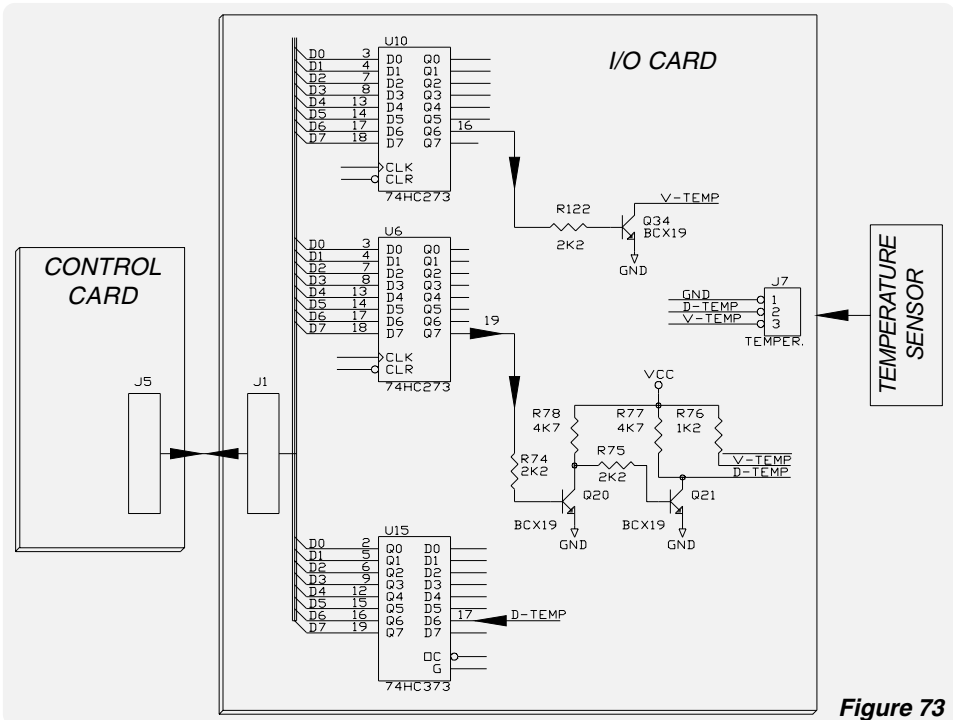 I/O CARD
U10
D0 3 D0 Q0
D1 4 D1 Q1
D2 7 D2 Q2
D3 8 D3 Q3
D4 13 D4 Q4
D5 14 D5 Q5
D6 17 D6 Q6 16
D7 18 D7 Q7
CLK
CLR
74HC273
R122
2K2
V-TEMP
Q34
BCX19
GND
U6
D0 3 D0 Q0
D1 4 D1 Q1
D2 7 D2 Q2
D3 8 D3 Q3
D4 13 D4 Q4
D5 14 D5 Q5
D6 17 D6 Q6
D7 18 D7 Q7 19
CLK
CLR
74HC273
CONTROL
CARD
J5
J1
J7
GND 1
D-TEMP 2
V-TEMP 3
TEMPER.
TEMPERATURE
SENSOR
VCC
R78
4K7
R77
4K7
R76
1K2
R74
2K2
R75
2K2
V-TEMP
D-TEMP
Q20
BCX19
GND
Q21
BCX19
GND
U15
D0 2 Q0 D0
D1 5 Q1 D1
D2 6 Q2 D2
D3 9 Q3 D3
D4 12 Q4 D4
D5 15 Q5 D5
D6 16 Q6 D6 17 D-TEMP
D7 19 Q7 D7
OC
G
74HC373
Figure 73